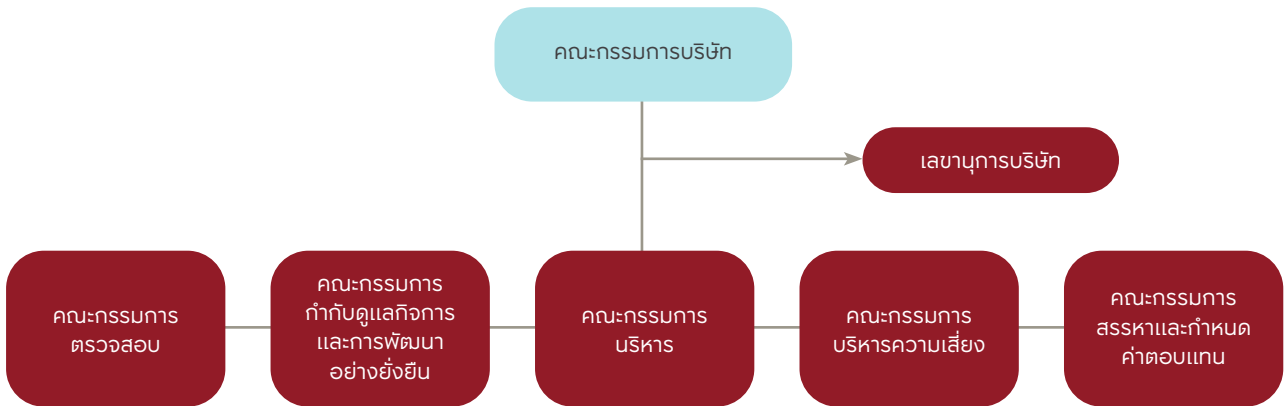 คณะกรรมการบริษัท
เลขานุการบริษัท
คณะกรรมการ
ตรวจสอบ
คณะกรรมการ
กำกับดูแลกิจการ
และการพัฒนา
อย่างยั่งยืน
คณะกรรมการ
นริหาร
คณะกรรมการ
บริหารความเสี่ยง
คณะกรรมการ
สรรหาและกำหนด
ค่าตอบแทน